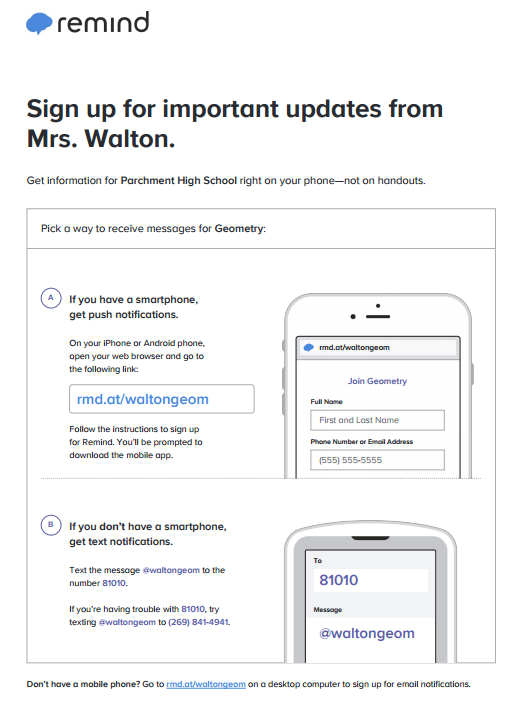 remind
Sign up for important updates from
Mrs. Walton.
Get information for Parchment High School right on your phone—not on handouts.
Pick a way to receive messages for Geometry:
A
If you have a smartphone,
get push notifications.
On your iPhone or Android phone,
open your web browser and go to
the following link:
rmd.at/waltongeom
Follow the instructions to sign up
for Remind. You'll be prompted to
download the mobile app.
rmd.at/waltongeom
Join Geometry
Full Name
First and Last Name
Phone Number or Email Address
(555) 555-5555
B
If you don't have a smartphone,
get text notifications.
Text the message @waltongeom to the
number 81010.
If you're having trouble with 81010, try
texting @waltongeom to (269) 841-4941.
To
81010
Message
@waltongeom
Don't have a mobile phone? Go to rmd.at/waltongeom on a desktop computer to sign up for email notifications.